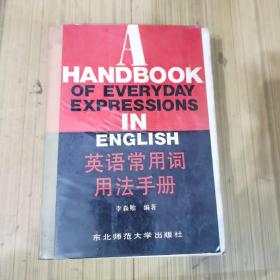 A
HANDBOOK
OF EVERYDAY
EXPRESSIONS
IN
ENGLISH
英语常用词
用法手册
李森 编著
东北师范大学出版社